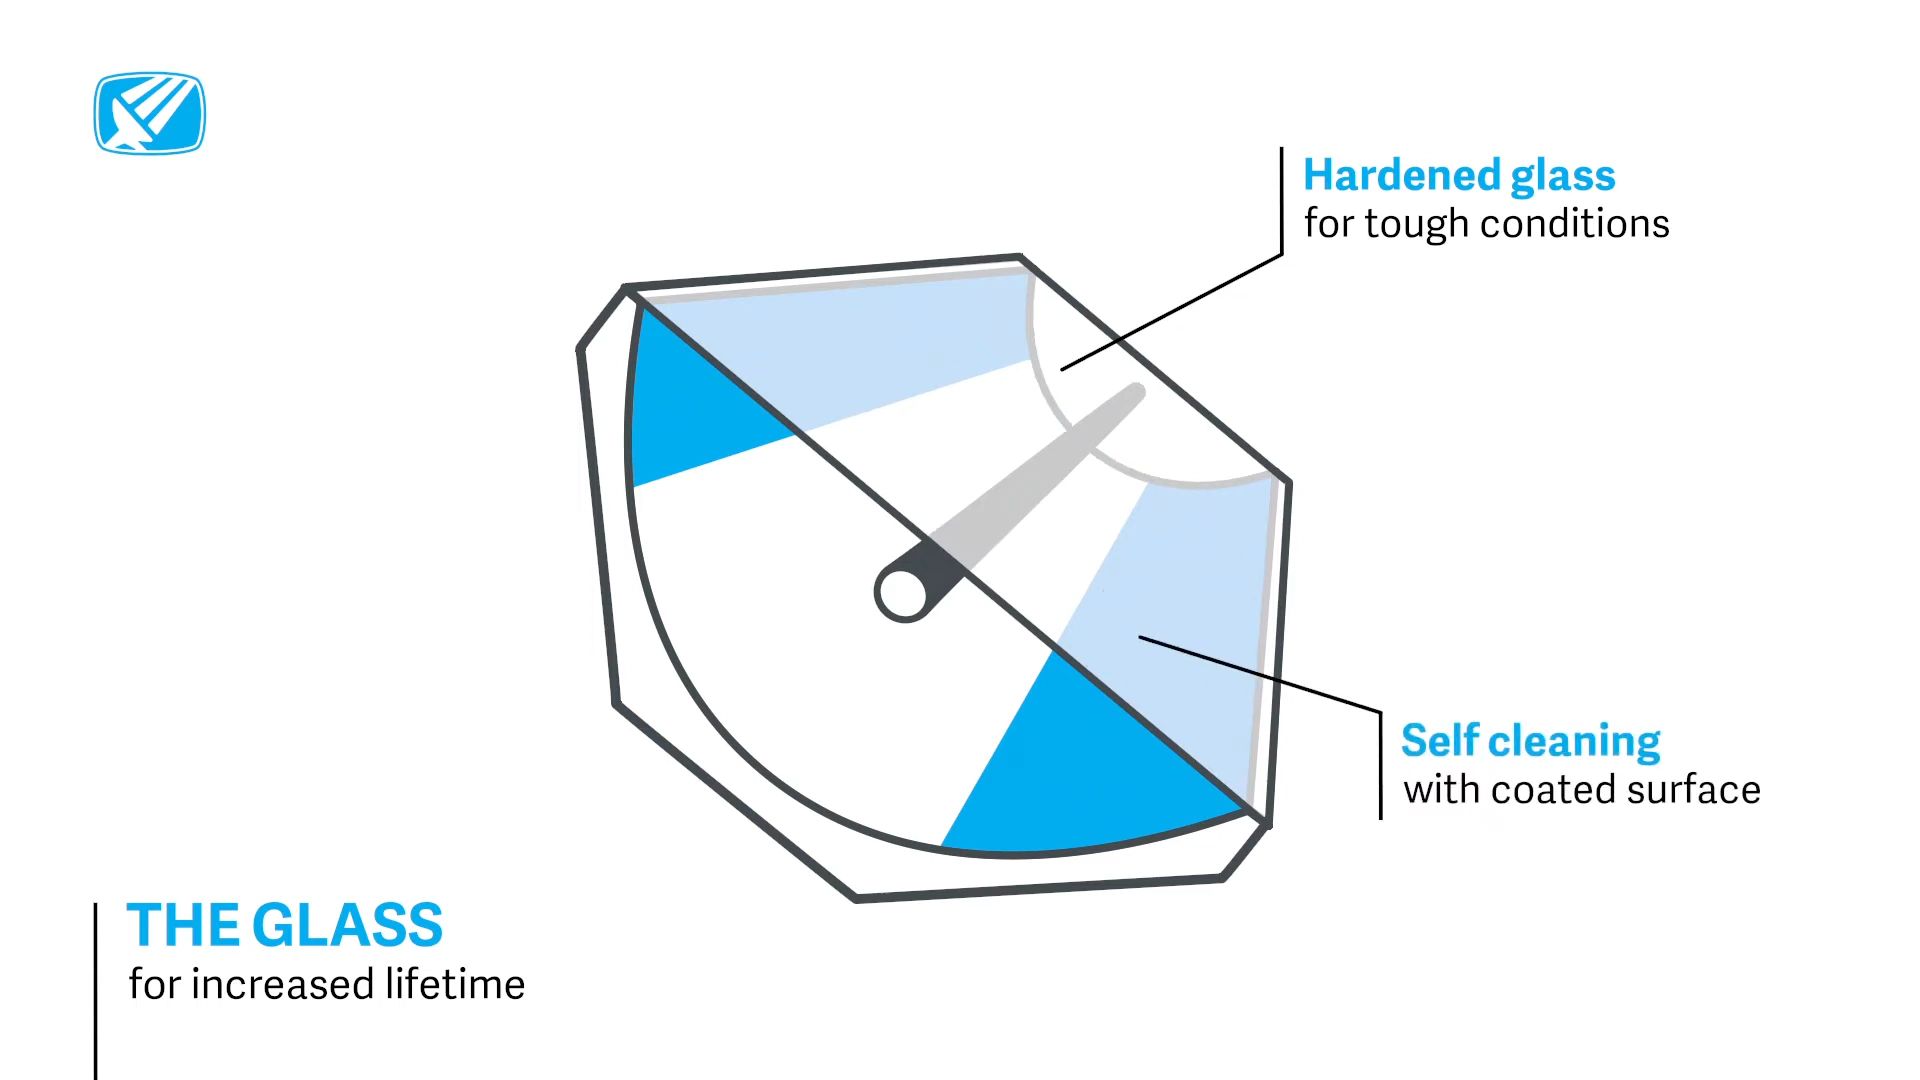 Hardened glass
for tough conditions
Self cleaning
with coated surface
THE GLASS
for increased lifetime